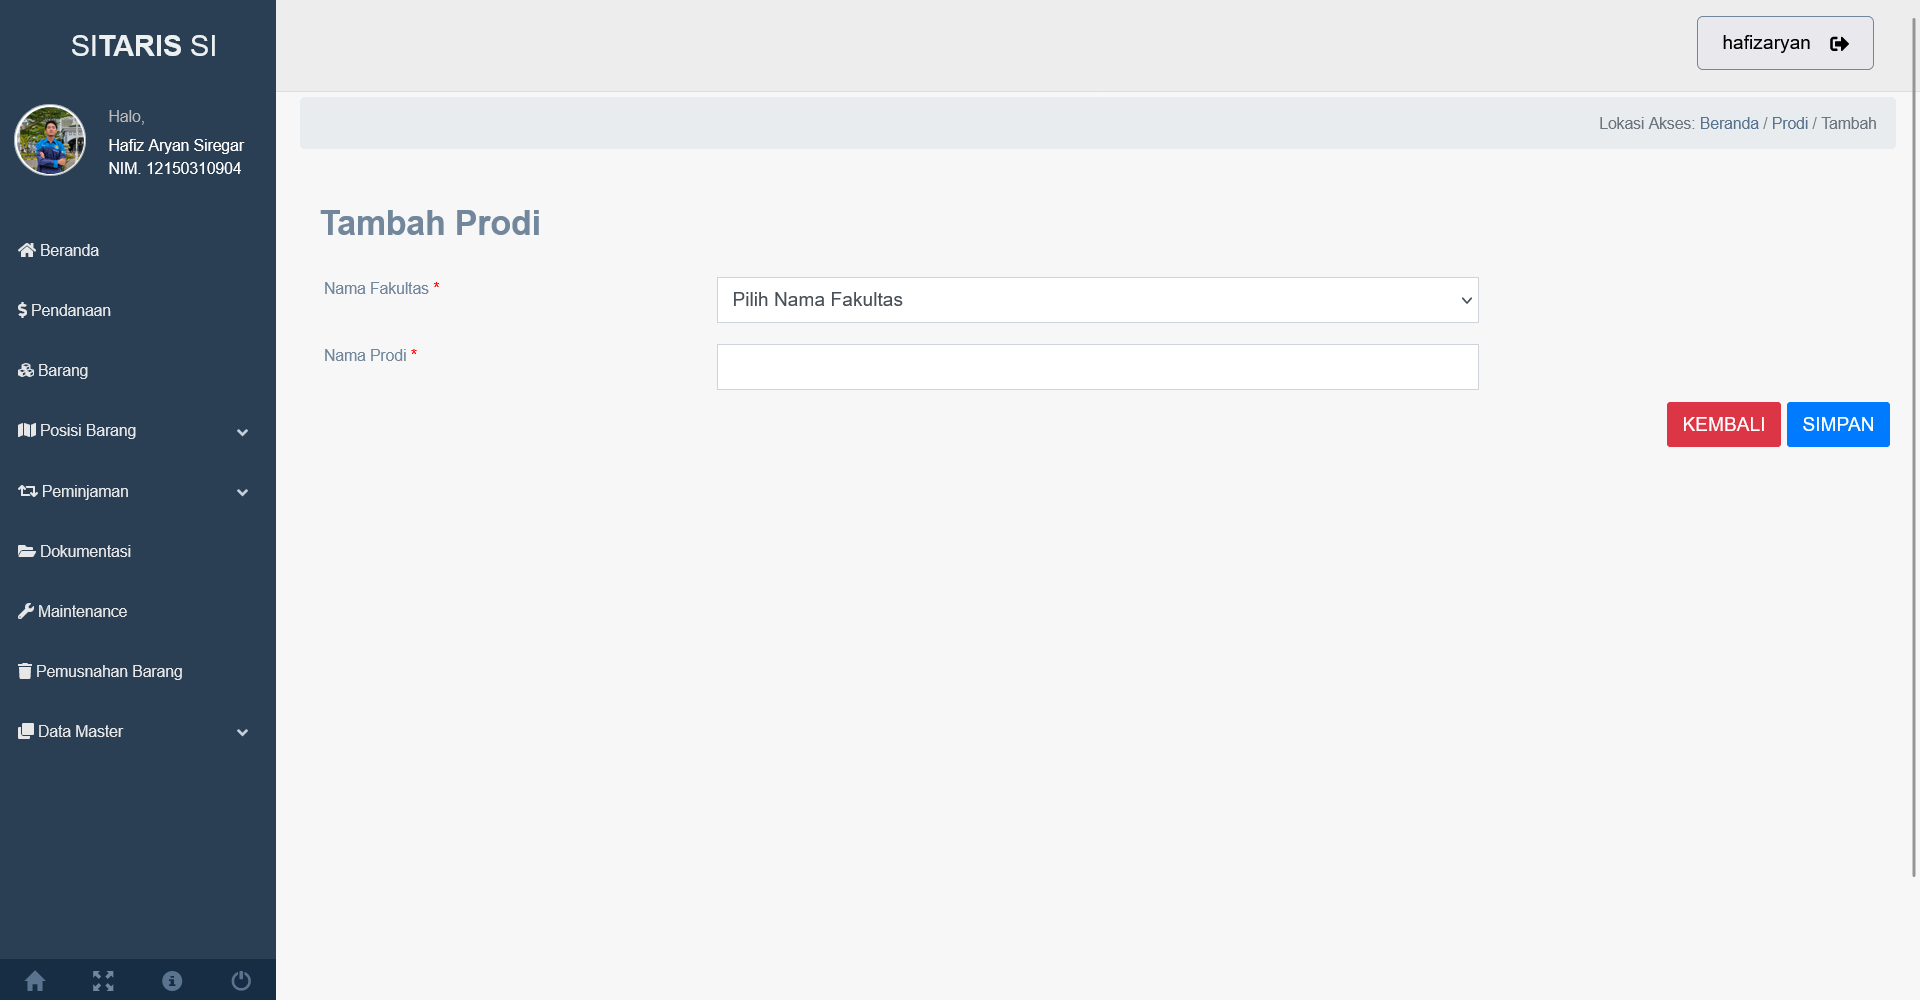 SITARIS SI
Halo,
Hafiz Aryan Siregar
NIM. 12150310904
Beranda
Pendanaan
Barang
Posisi Barang
Peminjaman
Dokumentasi
Maintenance
Pemusnahan Barang
Data Master
hafizaryan
Lokasi Akses: Beranda / Prodi / Tambah
Tambah Prodi
Nama Fakultas *
Pilih Nama Fakultas
Nama Prodi *
KEMBALI
SIMPAN